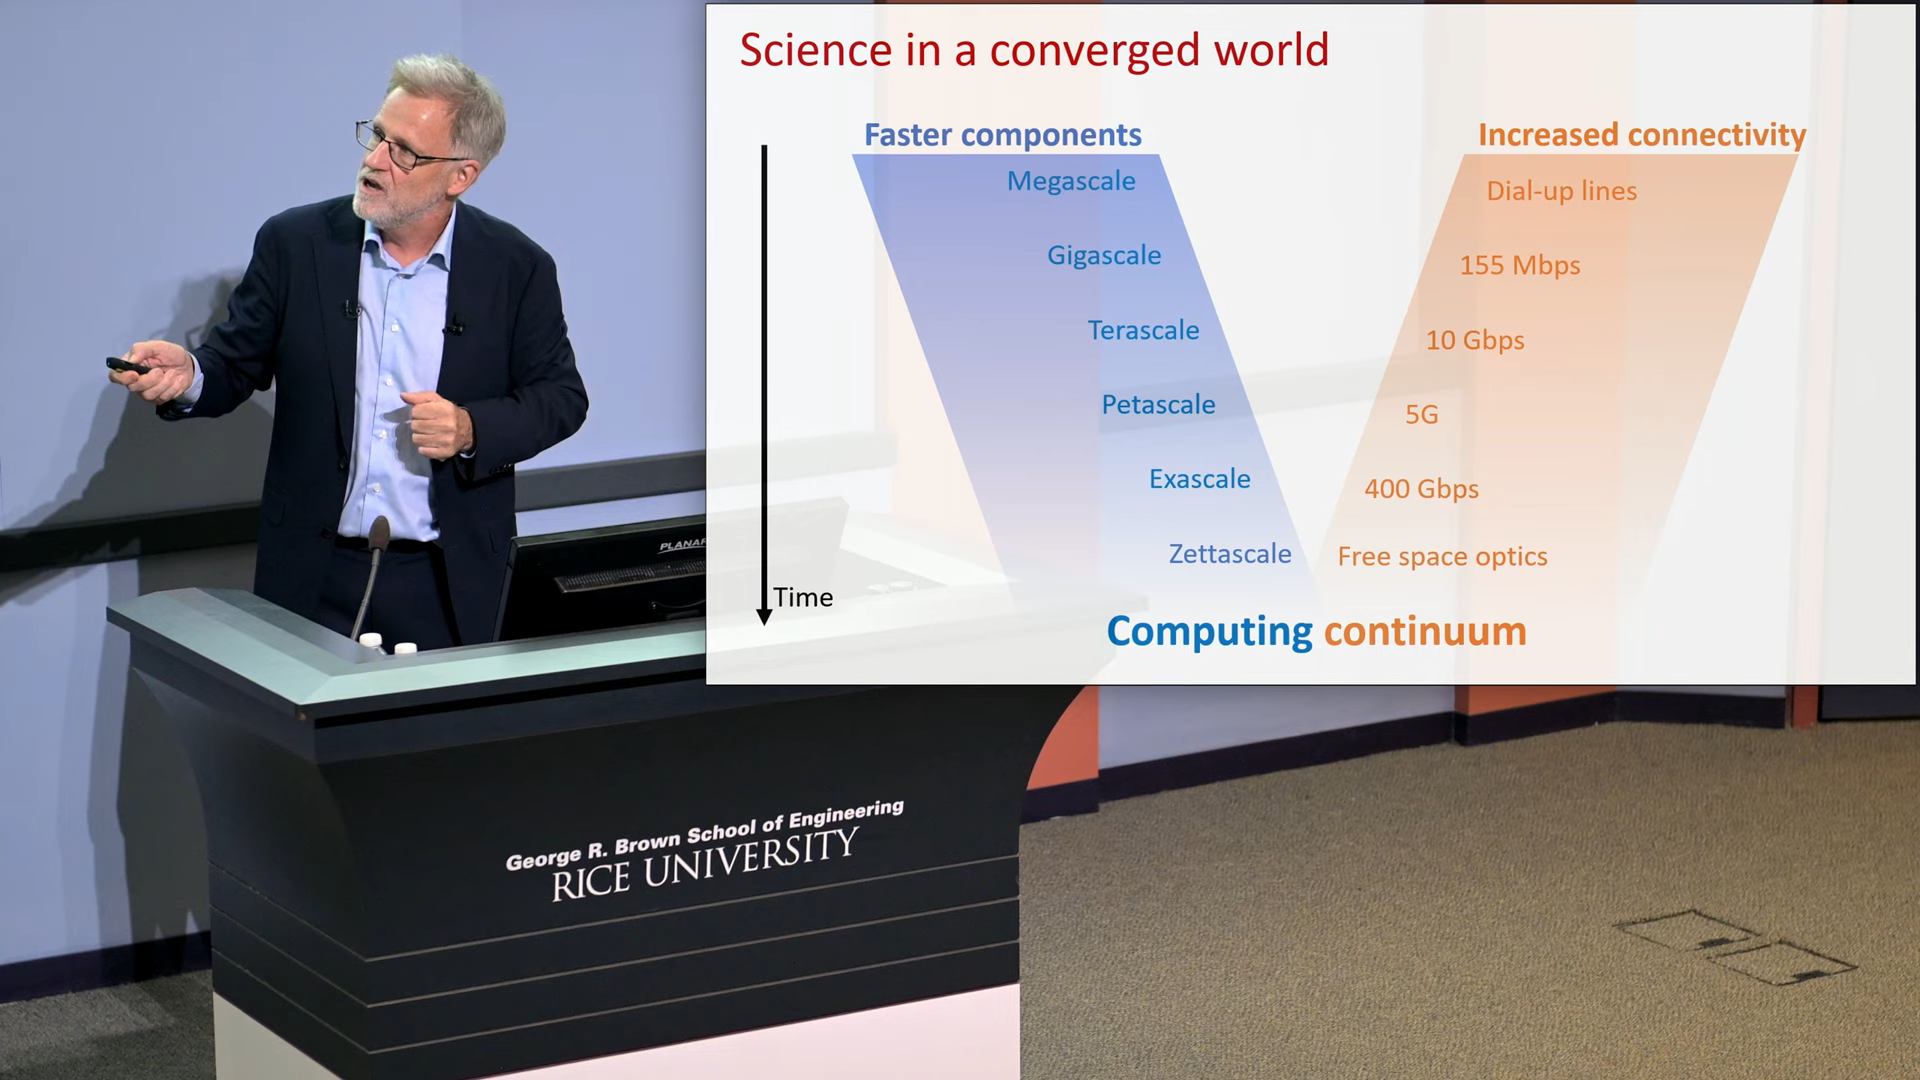 Science in a converged world
Faster components
Increased connectivity
Megascale
Dial-up lines
Gigascale
155 Mbps
Terascale
10 Gbps
Petascale
5G
Exascale
400 Gbps
Zettascale
Free space optics
Time
Computing continuum
PLANAR
George R. Brown School of Engineering
RICE UNIVERSITY